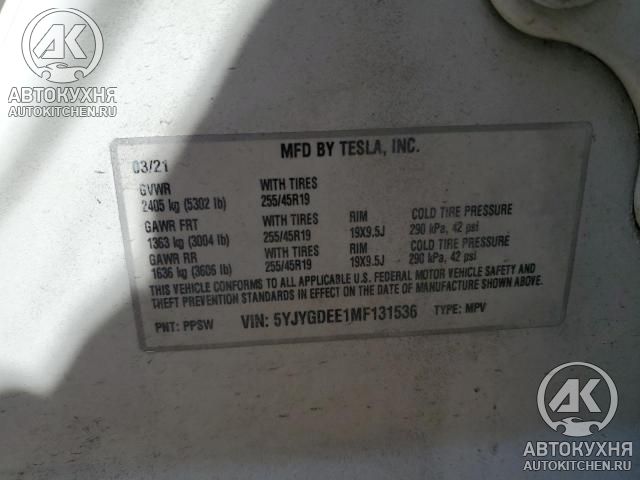 АК
АВТОКУХНЯ
AUTOKITCHEN.RU
MFD BY TESLA, INC.
03/21
GVWR WITH TIRES
2405 kg (5302 lb) 255/45R19
GAWR FRT WITH TIRES RIM COLD TIRE PRESSURE
1363 kg (3004 lb) 255/45R19 19X9.5J 290 kPa, 42 psi
GAWR RR WITH TIRES RIM COLD TIRE PRESSURE
1636 kg (3606 lb) 255/45R19 19X9.5J 290 kPa, 42 psi
THIS VEHICLE CONFORMS TO ALL APPLICABLE U.S. FEDERAL MOTOR VEHICLE SAFETY AND
THEFT PREVENTION STANDARDS IN EFFECT ON THE DATE OF MANUFACTURE SHOWN ABOVE.
PNT: PPSW VIN: 5YJYGDEE1MF131536 TYPE: MPV
АК
АВТОКУХНЯ
AUTOKITCHEN.RU